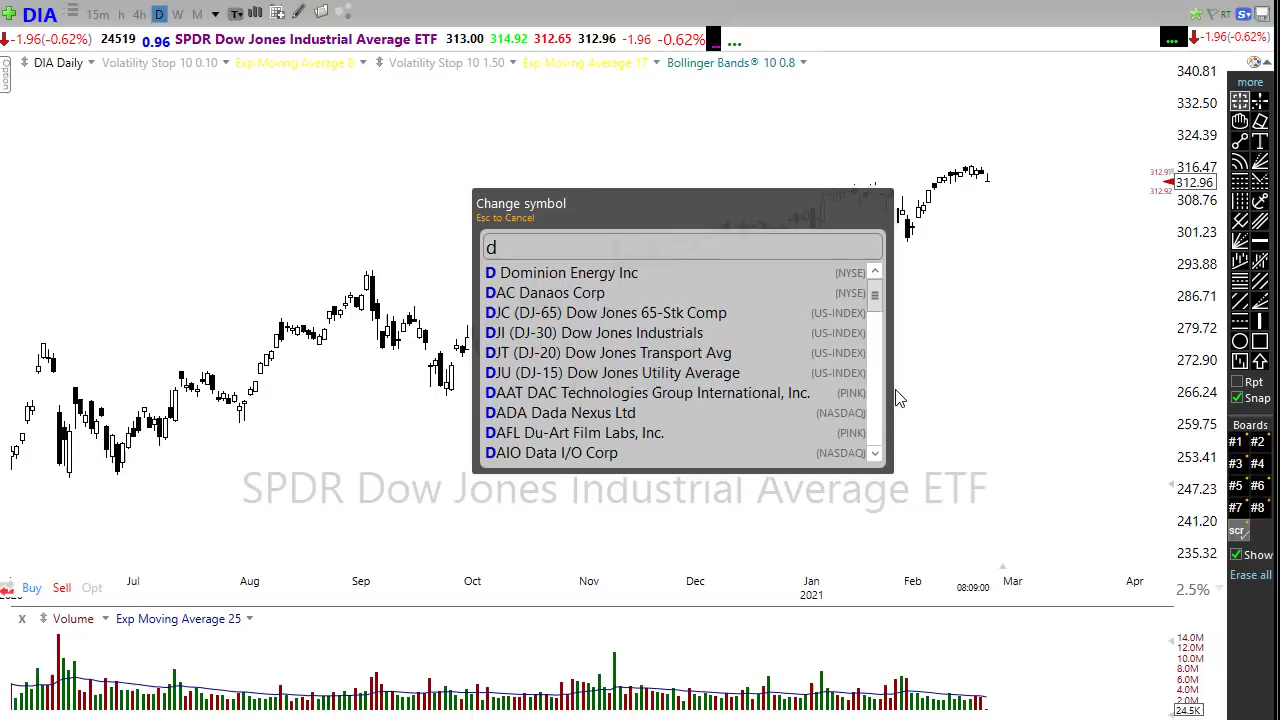 DIA 15m h 4h D W M T RT S
-1.96(-0.62%) 24519 0.96 SPDR Dow Jones Industrial Average ETF 313.00 314.92 312.65 312.96 -1.96 -0.62% ... ... -1.96(-0.62%)
Option
DIA Daily Volatility Stop 10 0.10 Exp Moving Average 8 Volatility Stop 10 1.50 Exp Moving Average 17 Bollinger Bands® 10 0.8
340.81
332.50
324.39
316.47
312.97
312.96
312.92
308.76
301.23
293.88
286.71
279.72
272.90
266.24
259.75
253.41
247.23
241.20
235.32
more
T
Rpt
Snap
Boards
#1 #2
#3 #4
#5 #6
#7 #8
scr
Show
Erase all
Change symbol
Esc to Cancel
d
D Dominion Energy Inc (NYSE)
DAC Danaos Corp (NYSE)
DJC (DJ-65) Dow Jones 65-Stk Comp (US-INDEX)
DJI (DJ-30) Dow Jones Industrials (US-INDEX)
DJT (DJ-20) Dow Jones Transport Avg (US-INDEX)
DJU (DJ-15) Dow Jones Utility Average (US-INDEX)
DAAT DAC Technologies Group International, Inc. (PINK)
DADA Dada Nexus Ltd (NASDAQ)
DAFL Du-Art Film Labs, Inc. (PINK)
DAIO Data I/O Corp (NASDAQ)
SPDR Dow Jones Industrial Average ETF
Buy Sell Opt
Jul Aug Sep Oct Nov Dec Jan Feb Mar Apr
2021 08:09:00
2.5%
X Volume Exp Moving Average 25
14.0M
12.0M
10.0M
8.0M
6.0M
4.0M
2.0M
24.5K